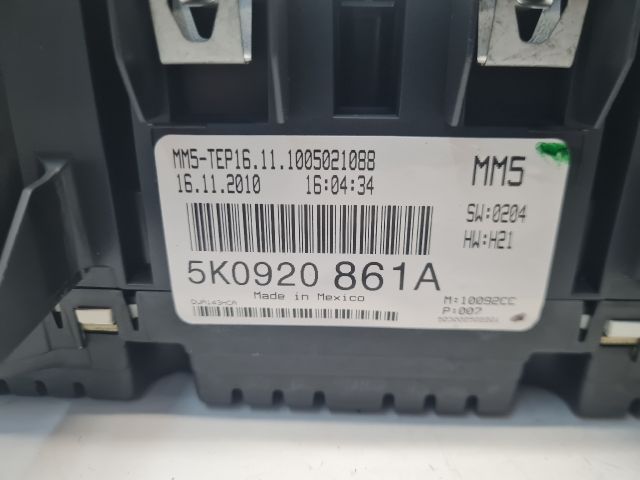 MM5-TEP16.11.1005021088
16.11.2010 16:04:34
MM5
SW:0204
HW:H21
5K0920 861A
Made in Mexico
M:10092CC
P:007